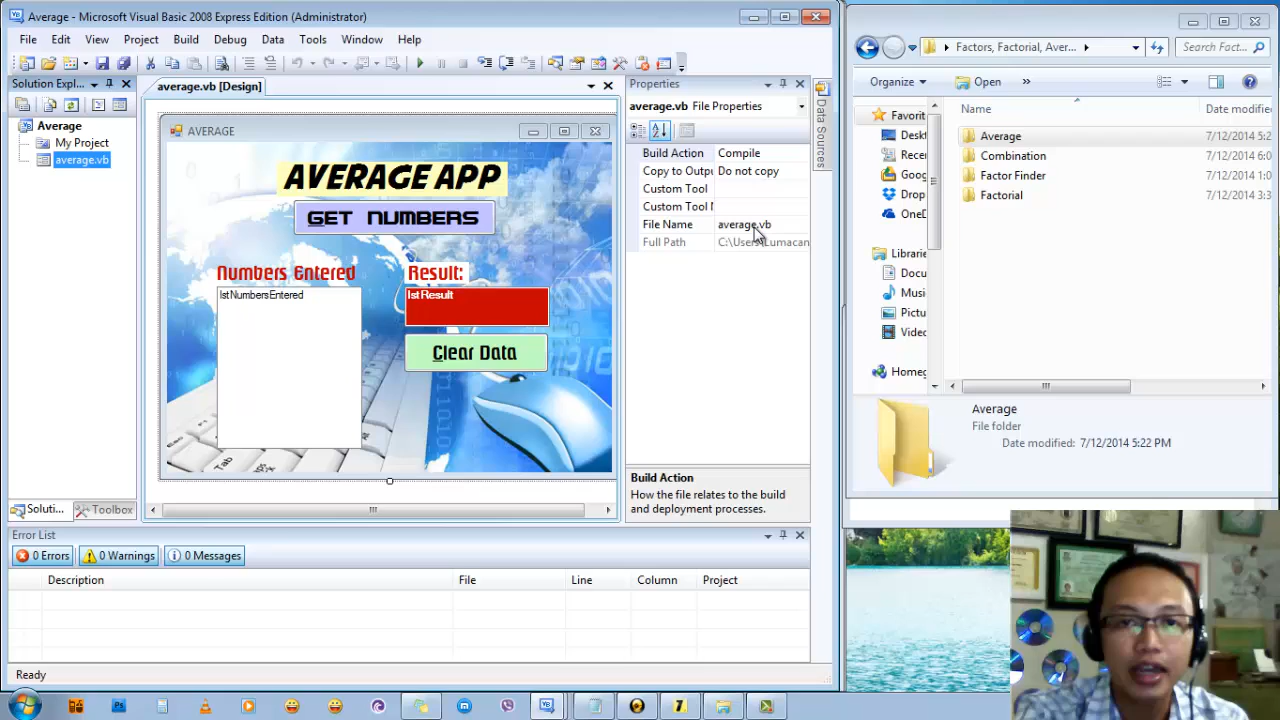 Average - Microsoft Visual Basic 2008 Express Edition (Administrator)
File Edit View Project Build Debug Data Tools Window Help
Solution Expl...
Average
My Project
average.vb
Soluti...
Toolbox
average.vb [Design]
AVERAGE
AVERAGE APP
GET NUMBERS
Numbers Entered
lstNumbersEntered
Result:
lstResult
Clear Data
Properties
average.vb File Properties
Build Action Compile
Copy to Outpu Do not copy
Custom Tool
Custom Tool N
File Name average.vb
Full Path C:\Users\Lumacan
Build Action
How the file relates to the build
and deployment processes.
Data Sources
Error List
0 Errors 0 Warnings 0 Messages
Description File Line Column Project
Ready
Factors, Factorial, Aver...
Search Fact...
Organize Open »
Favorit
Deskt
Recen
Goog
Drop
OneD
Librarie
Docu
Music
Pictu
Video
Homeg
Name Date modifie
Average 7/12/2014 5:2
Combination 7/12/2014 6:0
Factor Finder 7/12/2014 1:0
Factorial 7/12/2014 3:3
Average
File folder
Date modified: 7/12/2014 5:22 PM